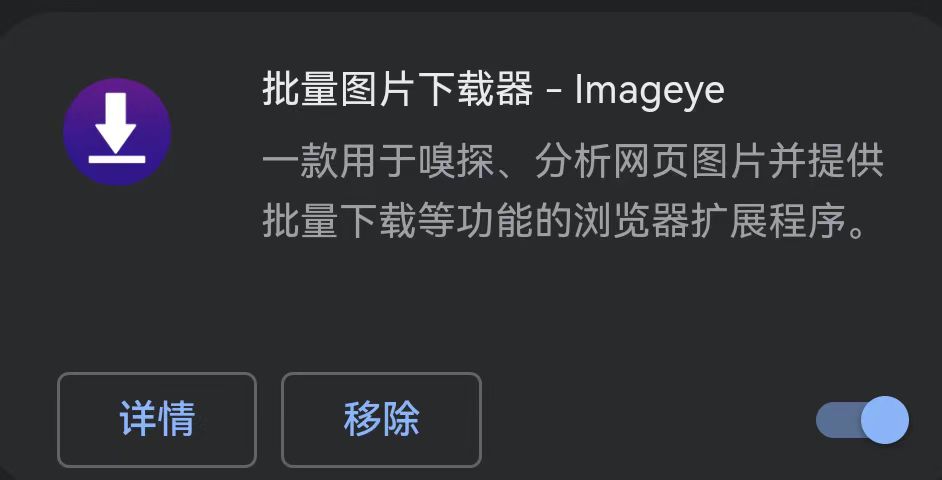 批量图片下载器 - Imageye
一款用于嗅探、分析网页图片并提供
批量下载等功能的浏览器扩展程序。
详情
移除